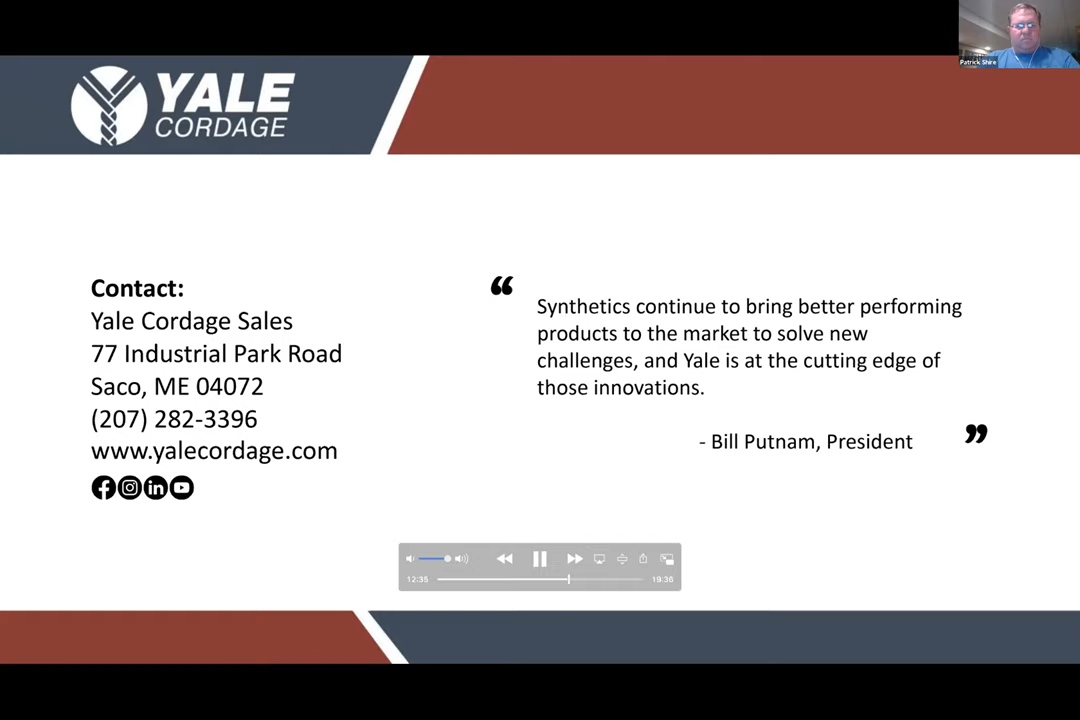 Patrick Shire
YALE
CORDAGE
Contact:
Yale Cordage Sales
77 Industrial Park Road
Saco, ME 04072
(207) 282-3396
www.yalecordage.com
“
Synthetics continue to bring better performing
products to the market to solve new
challenges, and Yale is at the cutting edge of
those innovations.
- Bill Putnam, President
”
12:35
19:36